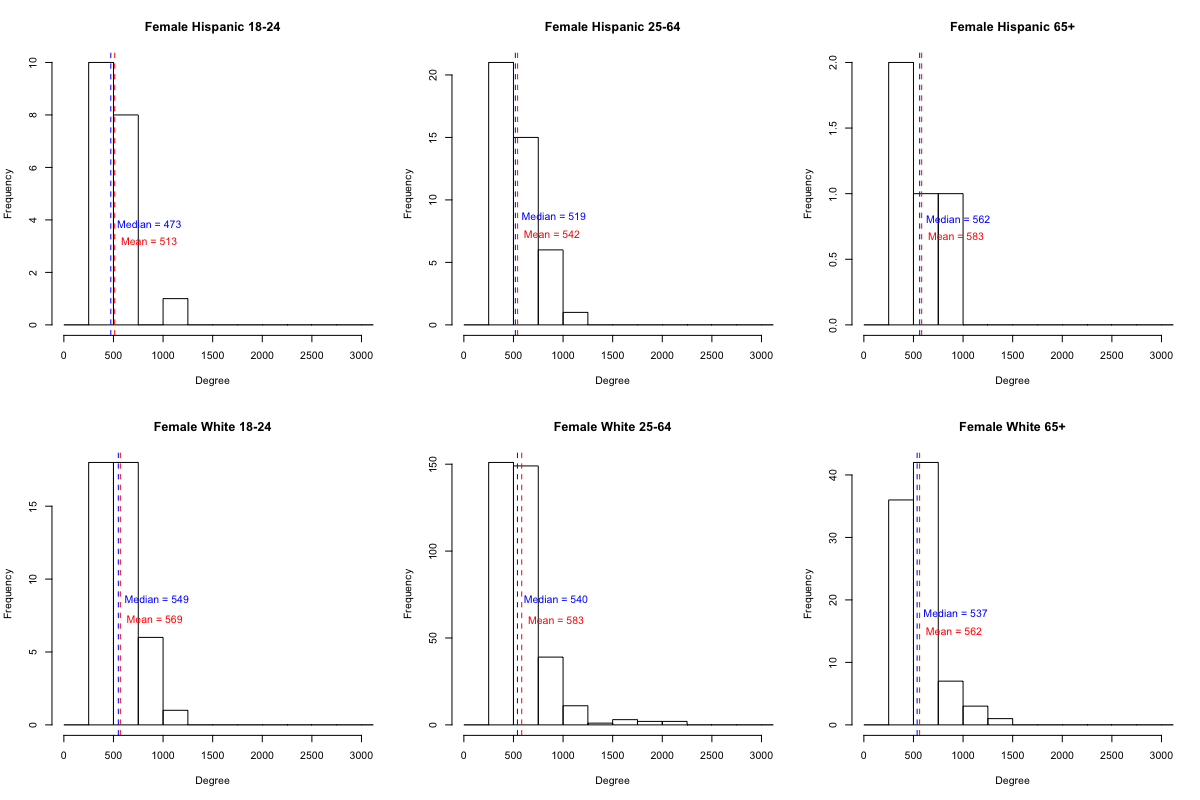 Female Hispanic 18-24
Frequency
0 2 4 6 8 10
Median = 473
Mean = 513
0 500 1000 1500 2000 2500 3000
Degree
Female Hispanic 25-64
Frequency
0 5 10 15 20
Median = 519
Mean = 542
0 500 1000 1500 2000 2500 3000
Degree
Female Hispanic 65+
Frequency
0.0 0.5 1.0 1.5 2.0
Median = 562
Mean = 583
0 500 1000 1500 2000 2500 3000
Degree
Female White 18-24
Frequency
0 5 10 15
Median = 549
Mean = 569
0 500 1000 1500 2000 2500 3000
Degree
Female White 25-64
Frequency
0 50 100 150
Median = 540
Mean = 583
0 500 1000 1500 2000 2500 3000
Degree
Female White 65+
Frequency
0 10 20 30 40
Median = 537
Mean = 562
0 500 1000 1500 2000 2500 3000
Degree